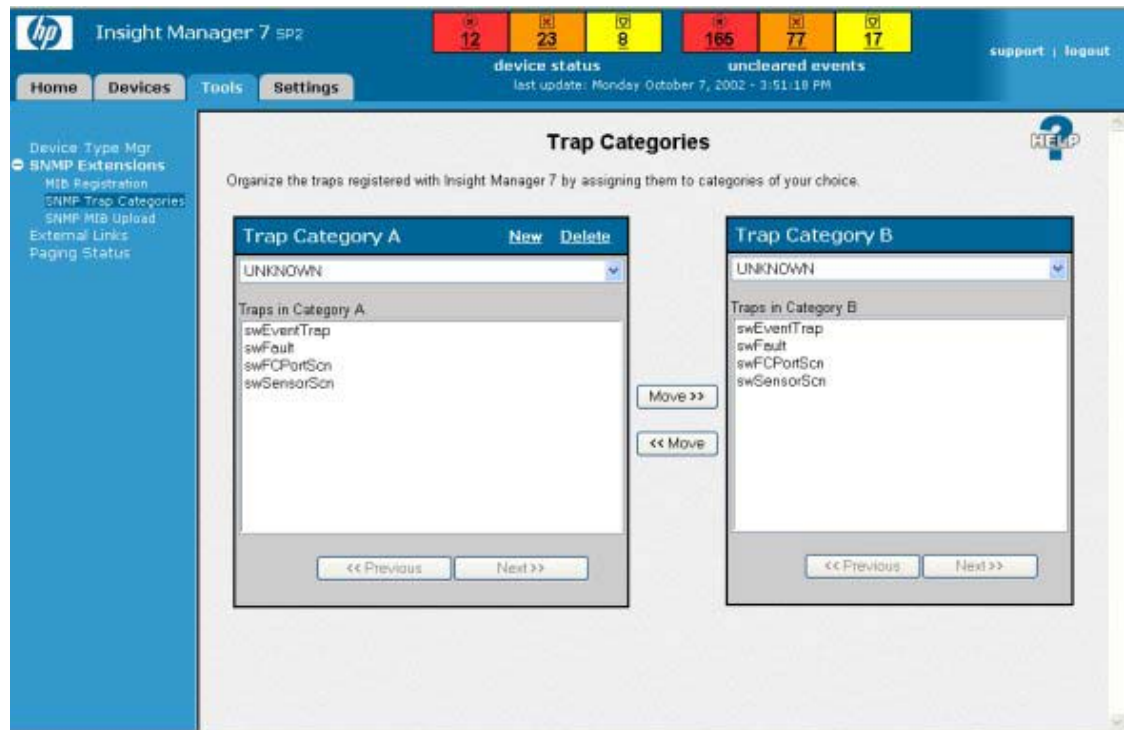 hp Insight Manager 7 SP2
12 23 8 165 77 17
device status uncleared events
last update: Monday October 7, 2002 - 3:51:18 PM
support | logout
Home Devices Tools Settings
Device Type Mgr
SNMP Extensions
MIB Registration
SNMP Trap Categories
SNMP MIB Upload
External Links
Paging Status
Trap Categories
HELP
Organize the traps registered with Insight Manager 7 by assigning them to categories of your choice.
Trap Category A New Delete
UNKNOWN
Traps in Category A
swEventTrap
swFault
swFCPortScn
swSensorScn
<< Previous Next >>
Move >>
<< Move
Trap Category B
UNKNOWN
Traps in Category B
swEventTrap
swFault
swFCPortScn
swSensorScn
<< Previous Next >>